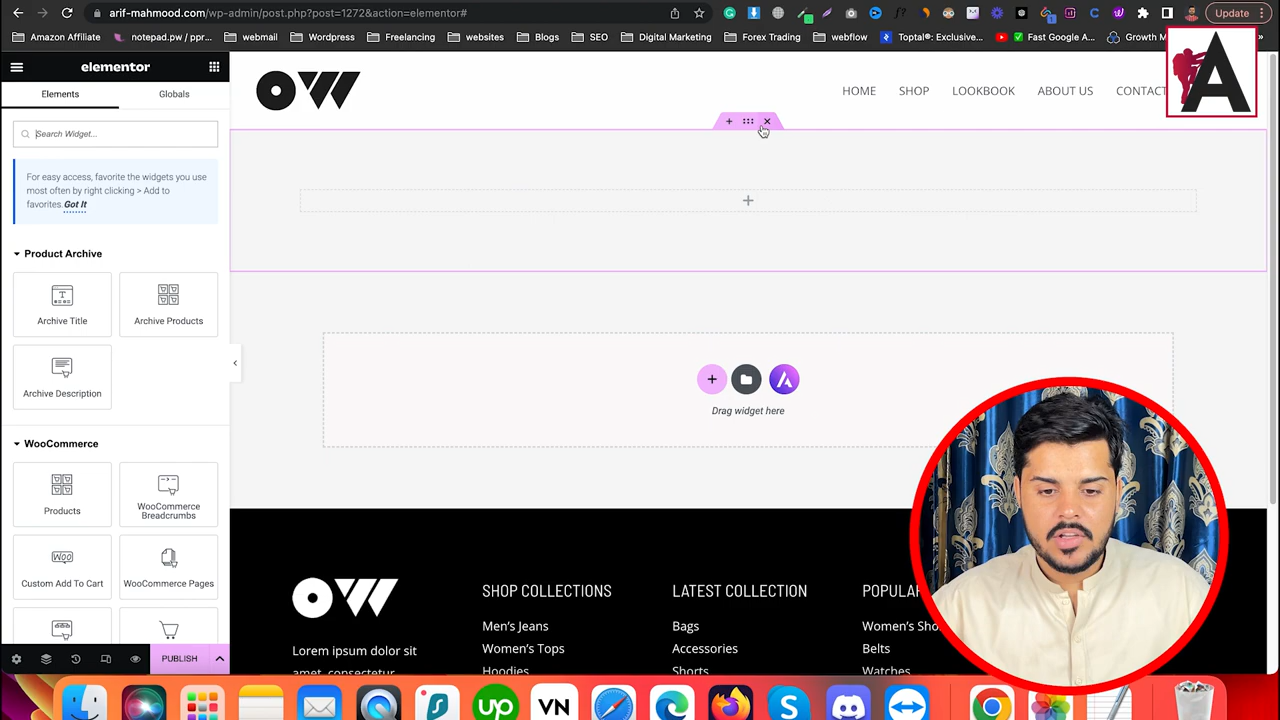 arif-mahmood.com/wp-admin/post.php?post=1272&action=elementor#
Update
Amazon Affiliate
notepad.pw / ppr...
webmail
Wordpress
Freelancing
websites
Blogs
SEO
Digital Marketing
Forex Trading
webflow
Toptal®: Exclusive...
Fast Google A...
Growth M
elementor
Elements
Globals
Search Widget...
For easy access, favorite the widgets you
use most often by right clicking > Add to
favorites. Got It
Product Archive
Archive Title
Archive Products
Archive Description
WooCommerce
Products
WooCommerce
Breadcrumbs
Custom Add To Cart
WooCommerce Pages
PUBLISH
OW
HOME
SHOP
LOOKBOOK
ABOUT US
CONTACT
A
Drag widget here
OW
Lorem ipsum dolor sit
amet, consectetur
SHOP COLLECTIONS
Men's Jeans
Women's Tops
Hoodies
LATEST COLLECTION
Bags
Accessories
Shorts
POPULA
Women's Sho
Belts
Watches
up
VN
S